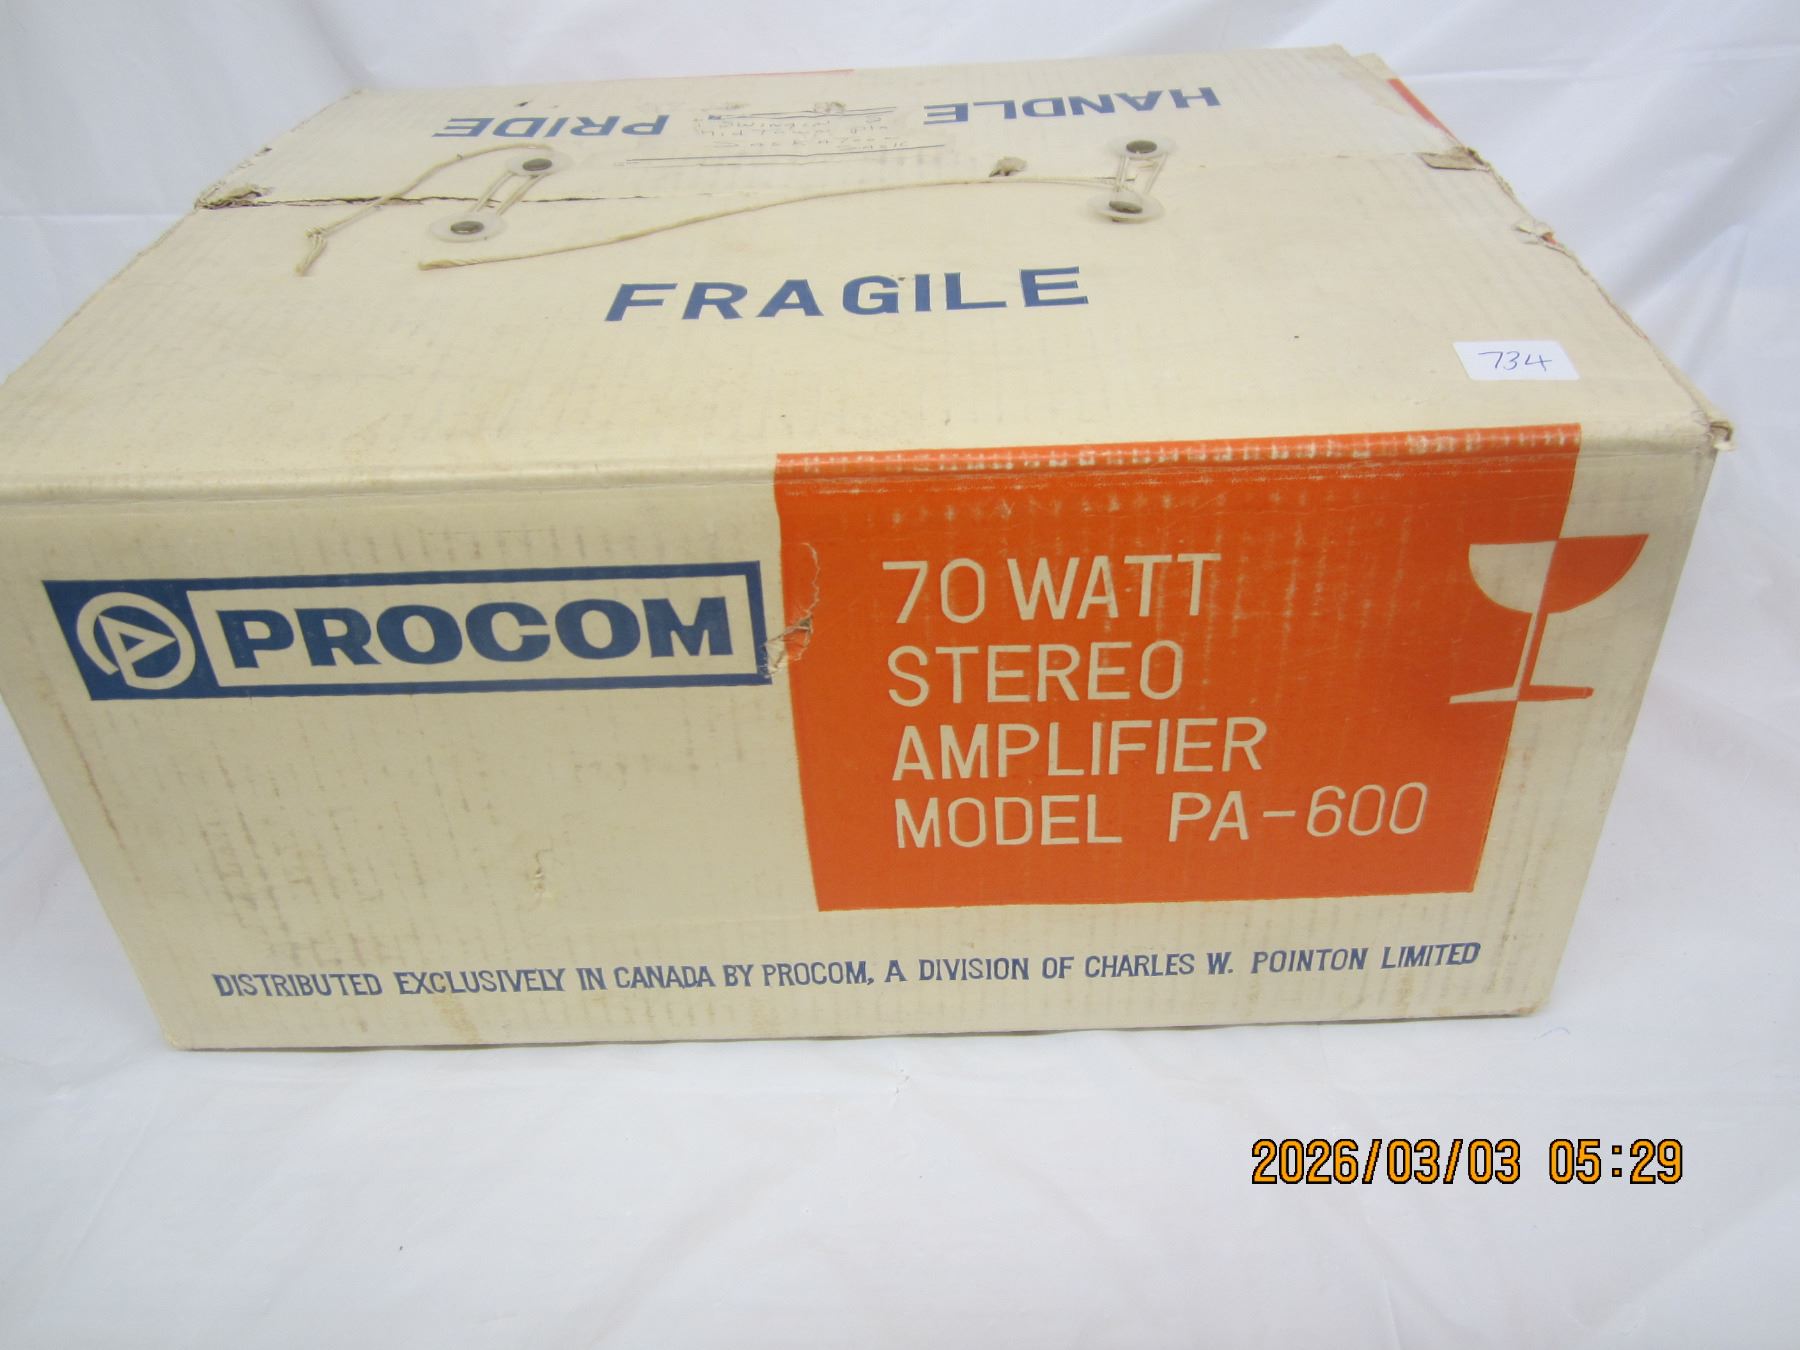 HANDLE PRIDE
FRAGILE
734
PROCOM
70 WATT
STEREO
AMPLIFIER
MODEL PA-600
DISTRIBUTED EXCLUSIVELY IN CANADA BY PROCOM, A DIVISION OF CHARLES W. POINTON LIMITED
2026/03/03 05:29